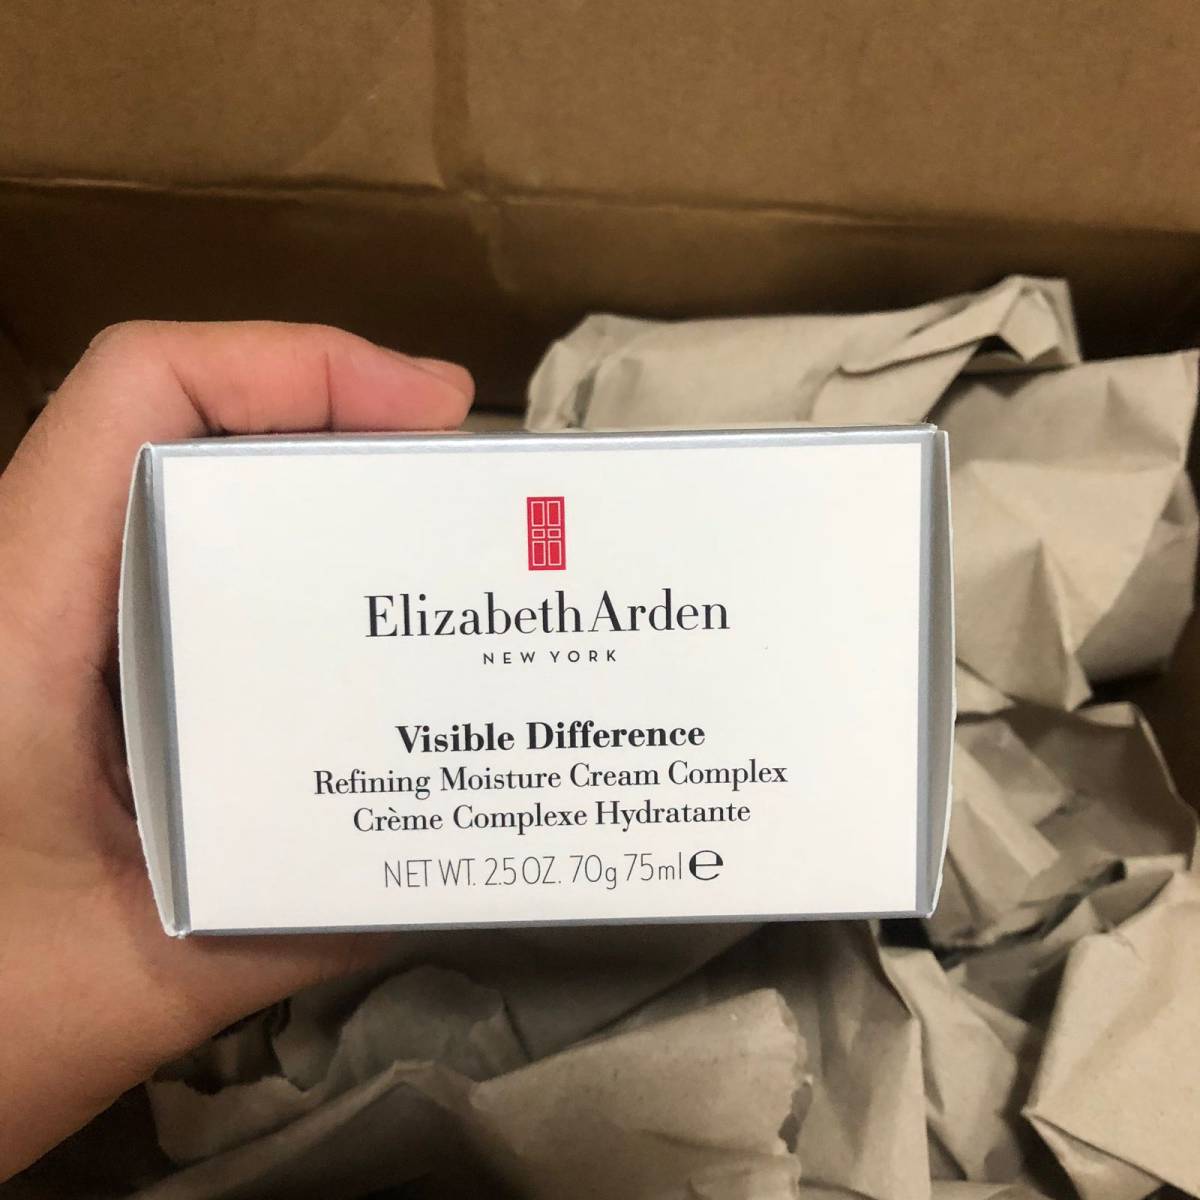 Elizabeth Arden
NEW YORK
Visible Difference
Refining Moisture Cream Complex
Crème Complexe Hydratante
NET WT. 2.5 OZ. 70g 75ml ℮